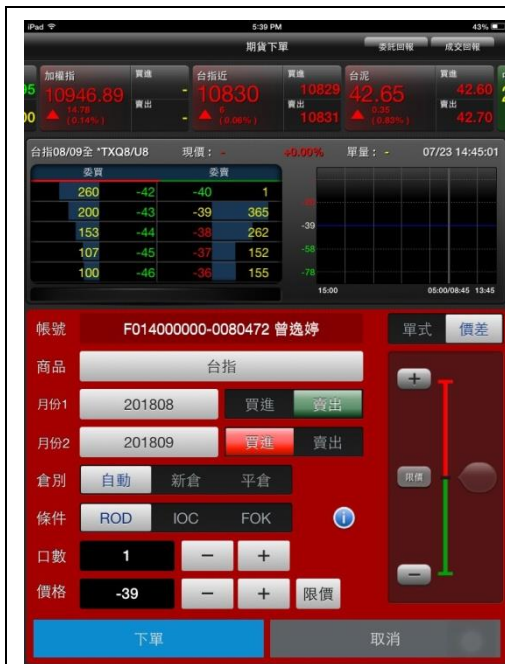 iPad 5:39 PM 43%
期貨下單 委託回報 成交回報
加權指 買進 台指近 買進 10829 台泥 買進 42.60
10946.89 - 10830 42.65
14.78 賣出 6 賣出 0.35 賣出
(0.14%) - (0.06%) 10831 (0.83%) 42.70
台指08/09全 *TXQ8/U8 現價: - +0.00% 單量: - 07/23 14:45:01
委買 委賣
260 -42 -40 1
200 -43 -39 365
153 -44 -38 262 -39
107 -45 -37 152 -58
100 -46 -36 155 -78
15:00 05:00/08:45 13:45
帳號 F014000000-0080472 曾逸婷 單式 價差
商品 台指
月份1 201808 買進 賣出
月份2 201809 買進 賣出
倉別 自動 新倉 平倉 限價
條件 ROD IOC FOK
口數 1 － ＋
價格 -39 － ＋ 限價
下單 取消